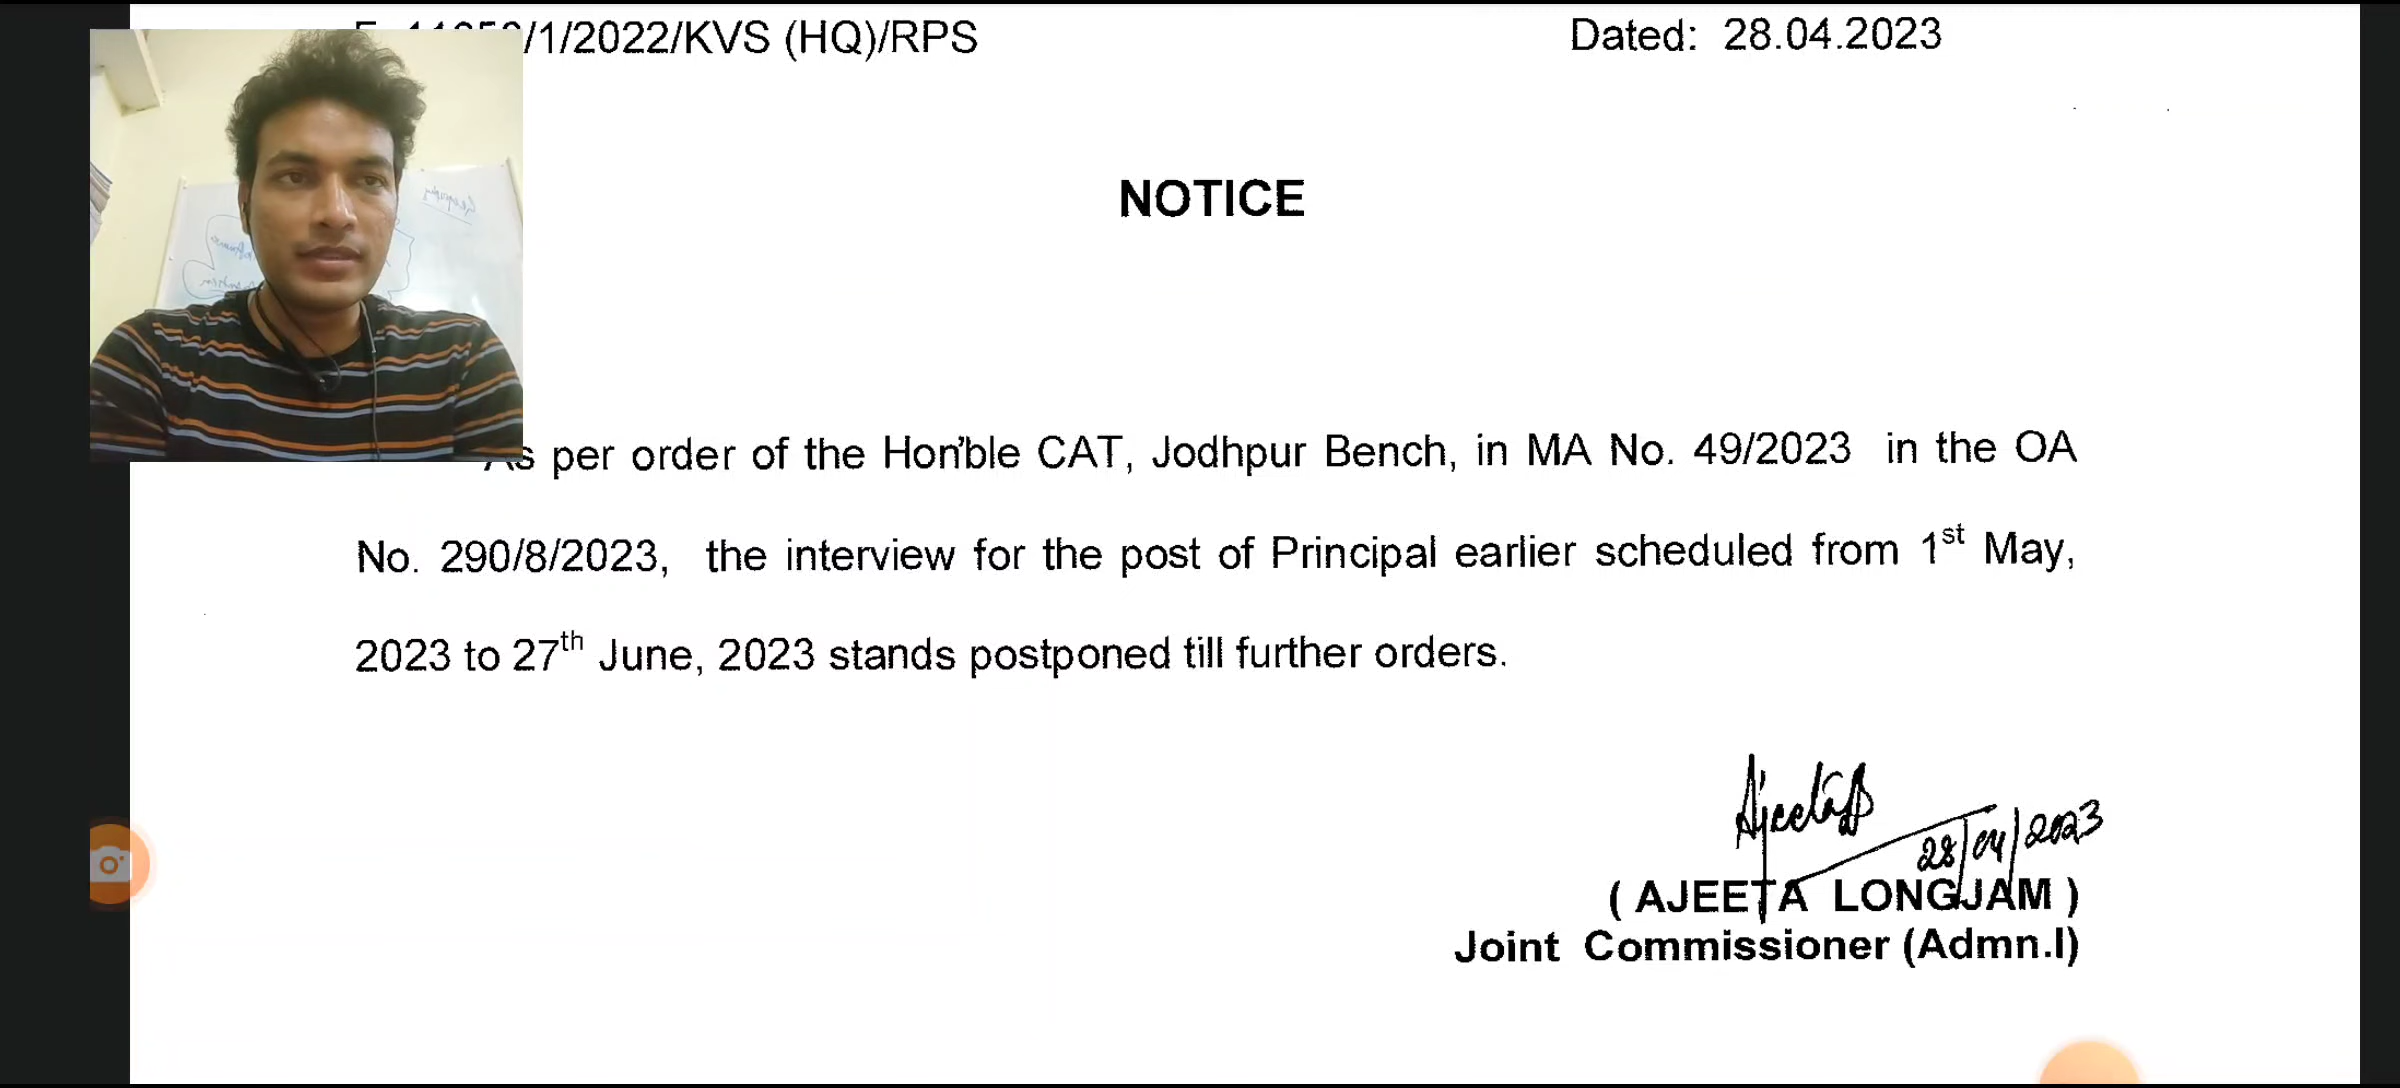 /1/2022/KVS (HQ)/RPS Dated: 28.04.2023
NOTICE
As per order of the Hon'ble CAT, Jodhpur Bench, in MA No. 49/2023 in the OA
No. 290/8/2023, the interview for the post of Principal earlier scheduled from 1st May,
2023 to 27th June, 2023 stands postponed till further orders.
28/04/2023
( AJEETA LONGJAM )
Joint Commissioner (Admn.I)